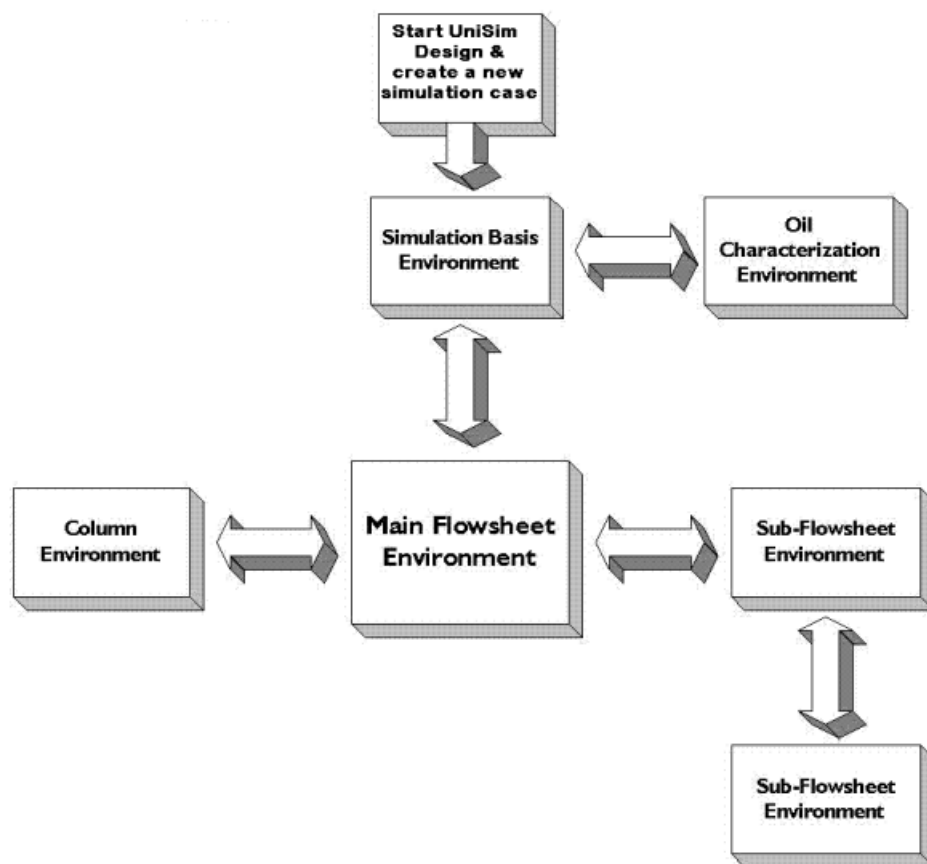 Start UniSim
Design &
create a new
simulation case
Simulation Basis
Environment
Oil
Characterization
Environment
Column
Environment
Main Flowsheet
Environment
Sub-Flowsheet
Environment
Sub-Flowsheet
Environment